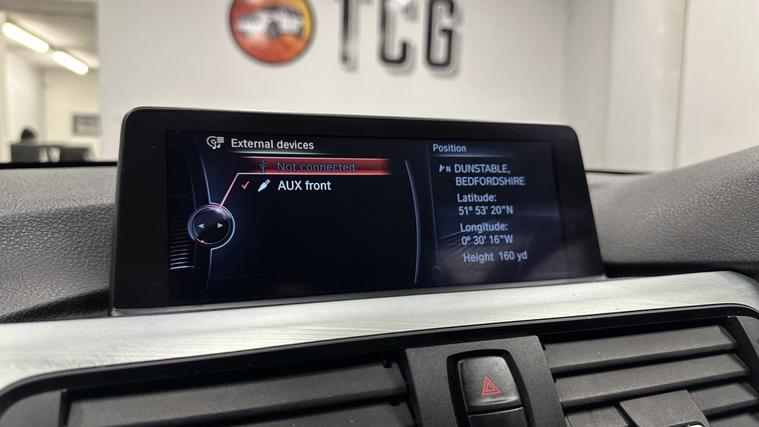 TCG
External devices
Not connected
AUX front
Position
N DUNSTABLE,
BEDFORDSHIRE
Latitude:
51° 53' 20"N
Longitude:
0° 30' 16"W
Height 160 yd